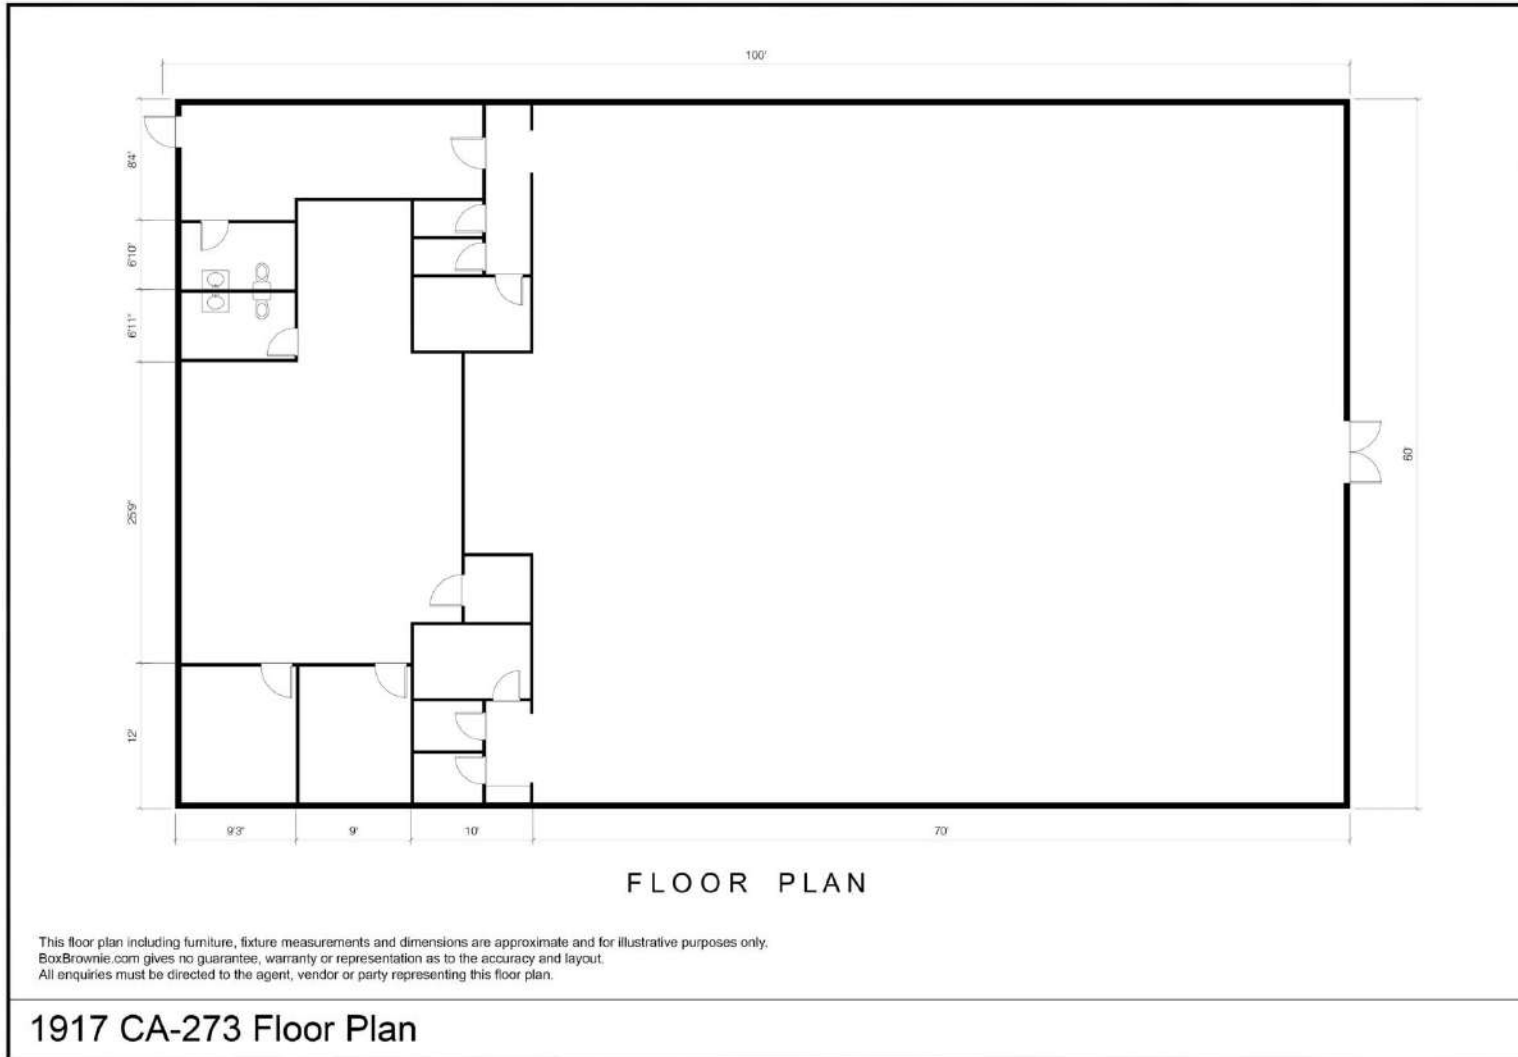 100'
8'4"
6'10"
6'11"
25'9"
12'
60'
9'3"
9'
10'
70'
FLOOR PLAN
This floor plan including furniture, fixture measurements and dimensions are approximate and for illustrative purposes only.
BoxBrownie.com gives no guarantee, warranty or representation as to the accuracy and layout.
All enquiries must be directed to the agent, vendor or party representing this floor plan.
1917 CA-273 Floor Plan